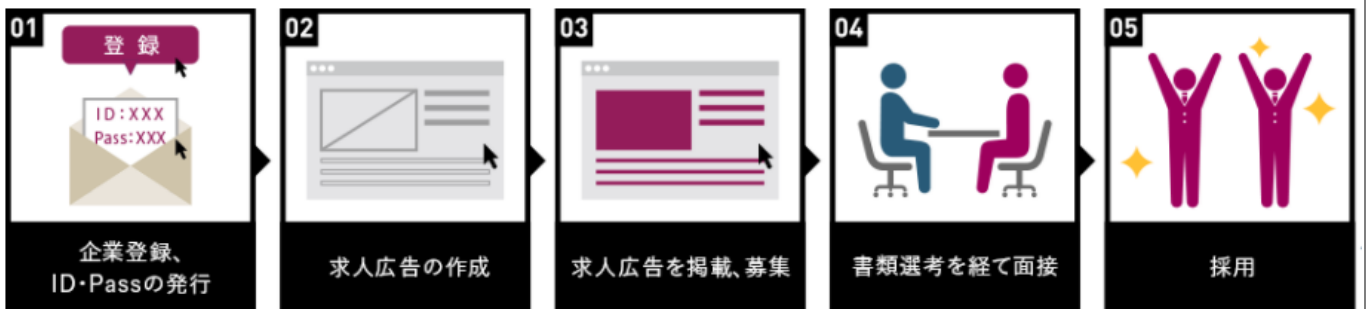 01
登 録
ID:XXX
Pass:XXX
企業登録、
ID・Passの発行
02
求人広告の作成
03
求人広告を掲載、募集
04
書類選考を経て面接
05
採用